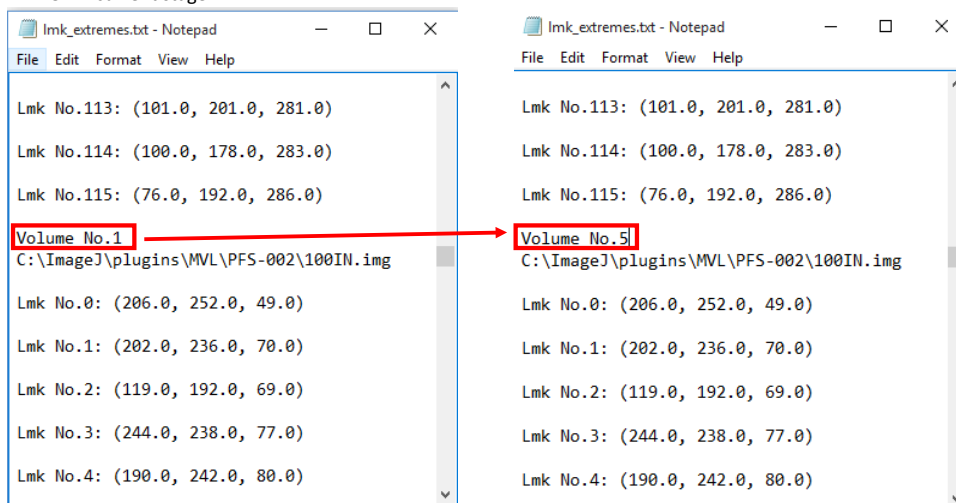 lmk_extremes.txt - Notepad
File Edit Format View Help
Lmk No.113: (101.0, 201.0, 281.0)
Lmk No.114: (100.0, 178.0, 283.0)
Lmk No.115: (76.0, 192.0, 286.0)
Volume No.1
C:\ImageJ\plugins\MVL\PFS-002\100IN.img
Lmk No.0: (206.0, 252.0, 49.0)
Lmk No.1: (202.0, 236.0, 70.0)
Lmk No.2: (119.0, 192.0, 69.0)
Lmk No.3: (244.0, 238.0, 77.0)
Lmk No.4: (190.0, 242.0, 80.0)
lmk_extremes.txt - Notepad
File Edit Format View Help
Lmk No.113: (101.0, 201.0, 281.0)
Lmk No.114: (100.0, 178.0, 283.0)
Lmk No.115: (76.0, 192.0, 286.0)
Volume No.5
C:\ImageJ\plugins\MVL\PFS-002\100IN.img
Lmk No.0: (206.0, 252.0, 49.0)
Lmk No.1: (202.0, 236.0, 70.0)
Lmk No.2: (119.0, 192.0, 69.0)
Lmk No.3: (244.0, 238.0, 77.0)
Lmk No.4: (190.0, 242.0, 80.0)